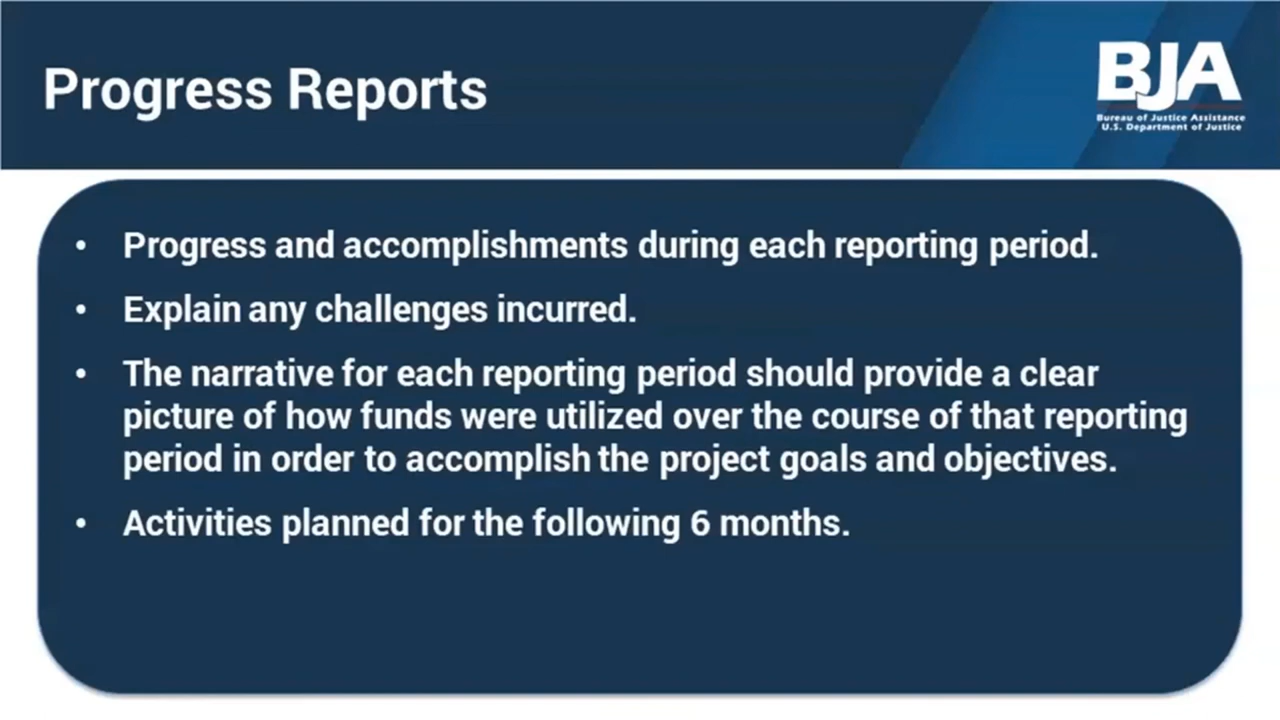 Progress Reports
BJA
Bureau of Justice Assistance
U.S. Department of Justice
• Progress and accomplishments during each reporting period.
• Explain any challenges incurred.
• The narrative for each reporting period should provide a clear
picture of how funds were utilized over the course of that reporting
period in order to accomplish the project goals and objectives.
• Activities planned for the following 6 months.